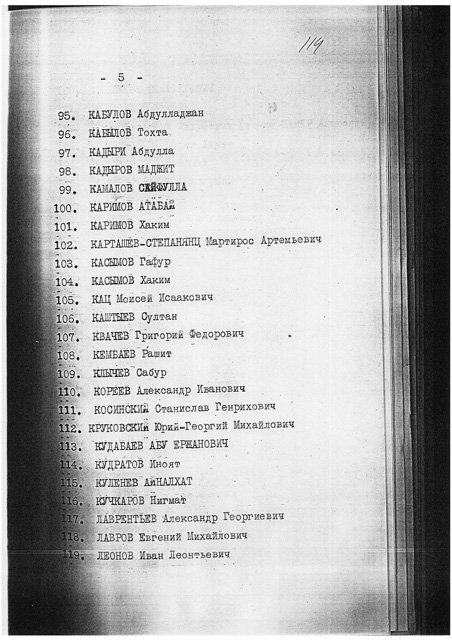 119
- 5 -
95. КАБУЛОВ Абдулладжан
96. КАБЫЛОВ Тохта
97. КАДЫРИ Абдулла
98. КАДЫРОВ МАДЖИТ
99. КАМАЛОВ САЙФУЛЛА
100. КАРИМОВ АТАБАЙ
101. КАРИМОВ Хаким
102. КАРТАШЕВ-СТЕПАНЯНЦ Мартирос Артемьевич
103. КАСЫМОВ Гафур
104. КАСЫМОВ Хаким
105. КАЦ Моисей Исаакович
106. КАШТЫЕВ Султан
107. КВАЧЕВ Григорий Федорович
108. КЕМБАЕВ Рашит
109. КЛЫЧЕВ Сабур
110. КОРЕЕВ Александр Иванович
111. КОСИНСКИЙ Станислав Генрихович
112. КРУКОВСКИЙ Юрий-Георгий Михайлович
113. КУДАБАЕВ АБУ ЕРЖАНОВИЧ
114. КУДРАТОВ Иноят
115. КУЛЕНЕВ АЙНАЛХАТ
116. КУЧКАРОВ Нигмат
117. ЛАВРЕНТЬЕВ Александр Георгиевич
118. ЛАВРОВ Евгений Михайлович
119. ЛЕОНОВ Иван Леонтьевич